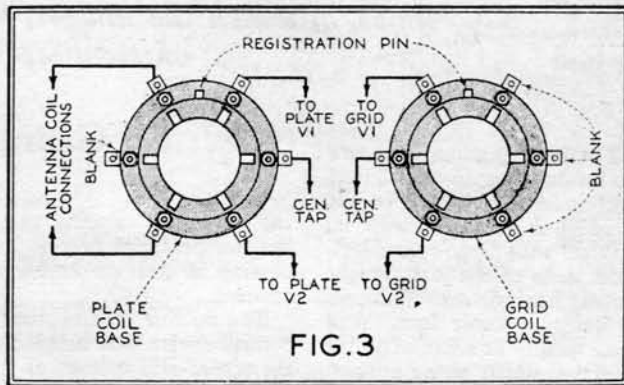 REGISTRATION PIN
ANTENNA COIL
CONNECTIONS
BLANK
TO
PLATE
V1
TO
GRID
V1
CEN.
TAP
CEN.
TAP
BLANK
TO PLATE
V2
TO GRID
V2
PLATE
COIL
BASE
GRID
COIL
BASE
FIG.3